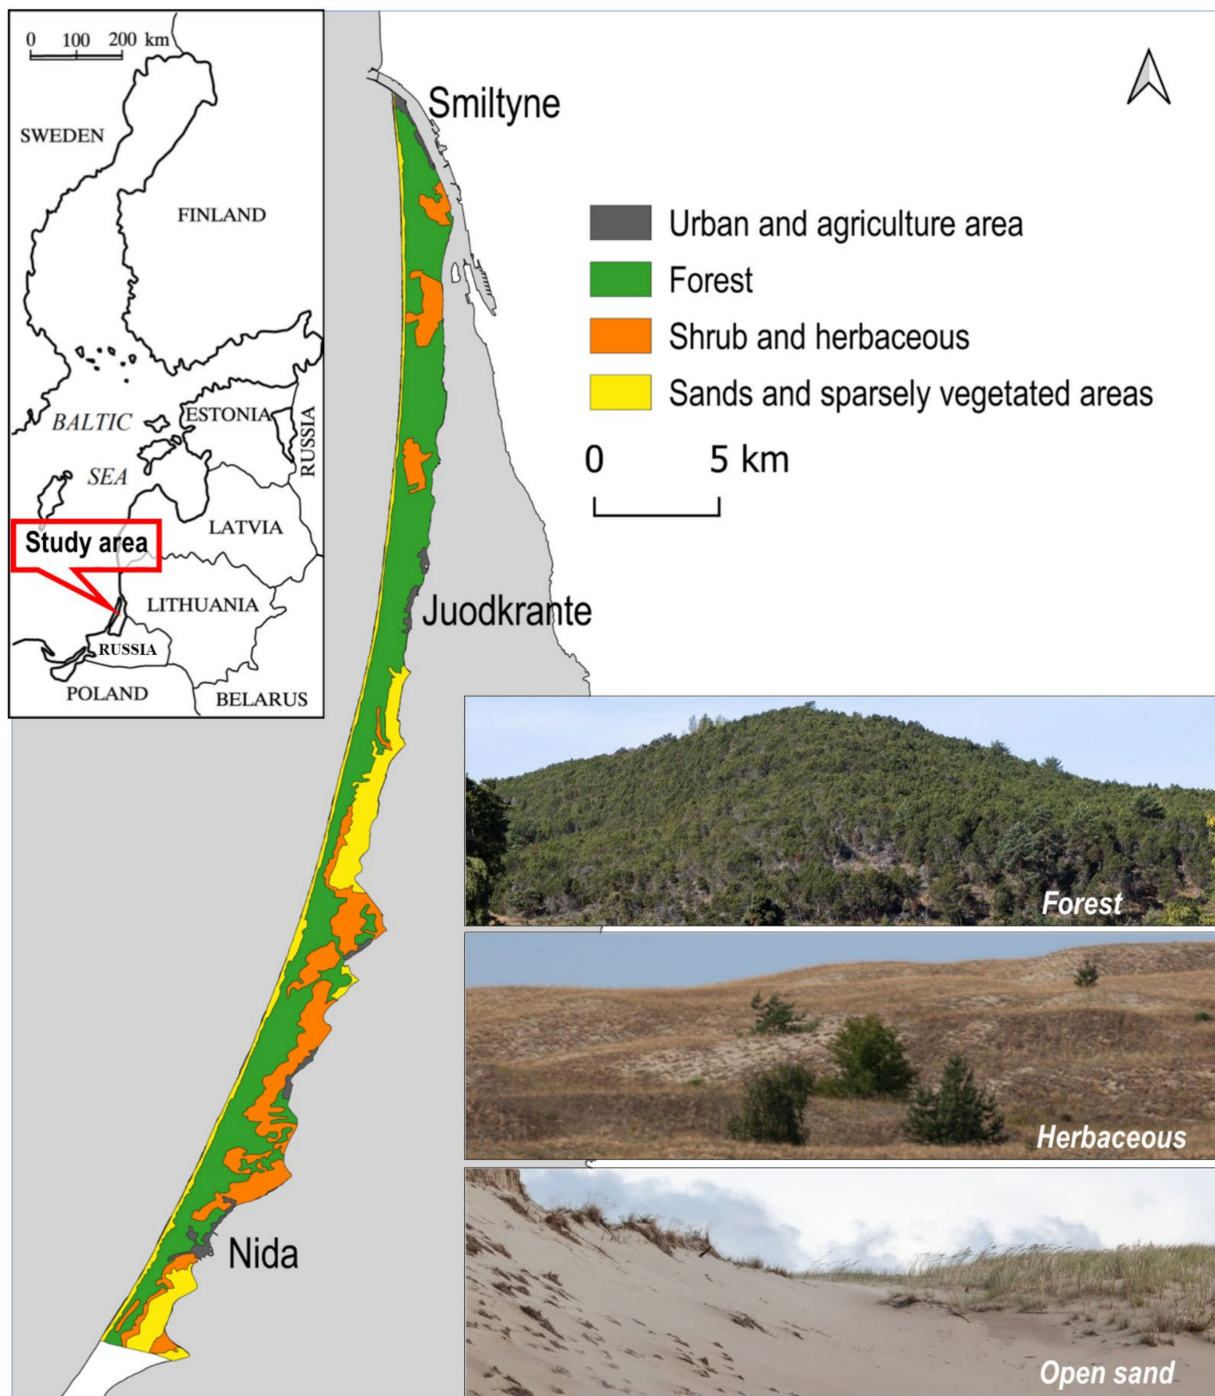 0 100 200 km
SWEDEN
FINLAND
BALTIC
SEA
ESTONIA
RUSSIA
LATVIA
Study area
LITHUANIA
RUSSIA
POLAND
BELARUS
Smiltyne
Urban and agriculture area
Forest
Shrub and herbaceous
Sands and sparsely vegetated areas
0 5 km
Juodkrante
Nida
Forest
Herbaceous
Open sand